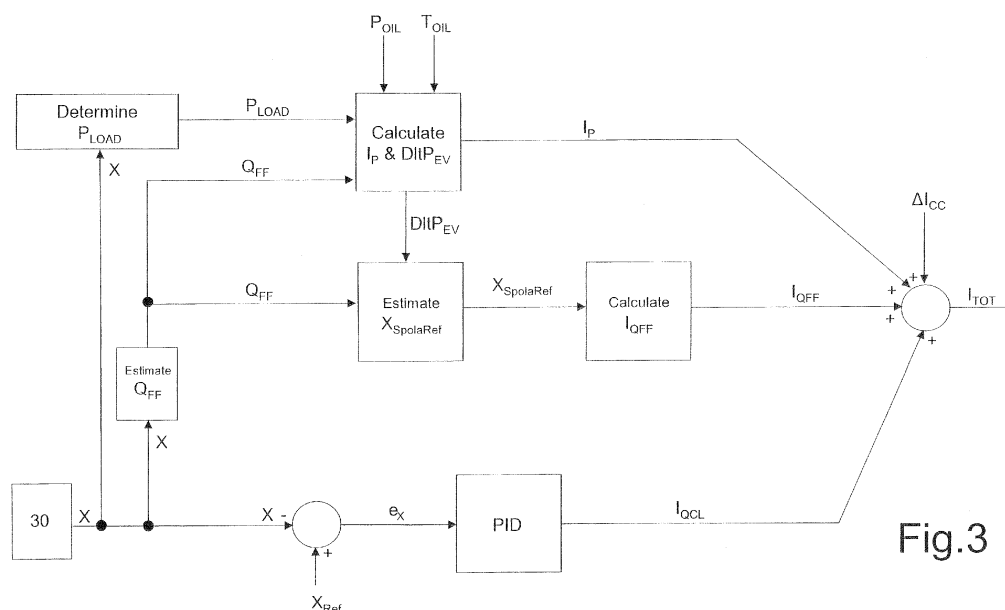 P_OIL
T_OIL
Determine
P_LOAD
P_LOAD
Calculate
I_P & DltP_EV
I_P
X
Q_FF
DltP_EV
ΔI_CC
+
+
+
+
Q_FF
Estimate
X_SpolaRef
X_SpolaRef
Calculate
I_QFF
I_QFF
I_TOT
Estimate
Q_FF
X
30
X
X -
+
e_X
PID
I_QCL
Fig.3
X_Ref